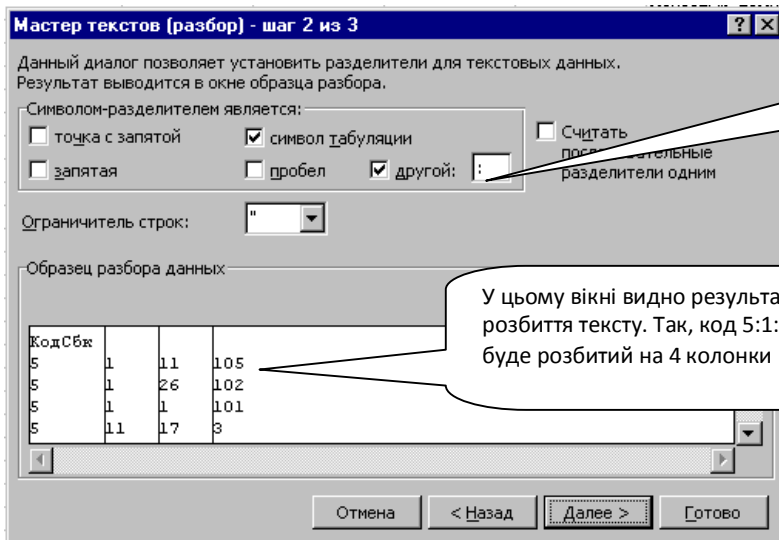 Мастер текстов (разбор) - шаг 2 из 3
Данный диалог позволяет установить разделители для текстовых данных.
Результат выводится в окне образца разбора.
Символом-разделителем является:
точка с запятой
символ табуляции
Считать
последовательные
разделители одним
запятая
пробел
другой: :
Ограничитель строк: "
Образец разбора данных
У цьому вікні видно результа
розбиття тексту. Так, код 5:1:
буде розбитий на 4 колонки
КодСбк
5 1 11 105
5 1 26 102
5 1 1 101
5 11 17 3
Отмена
< Назад
Далее >
Готово